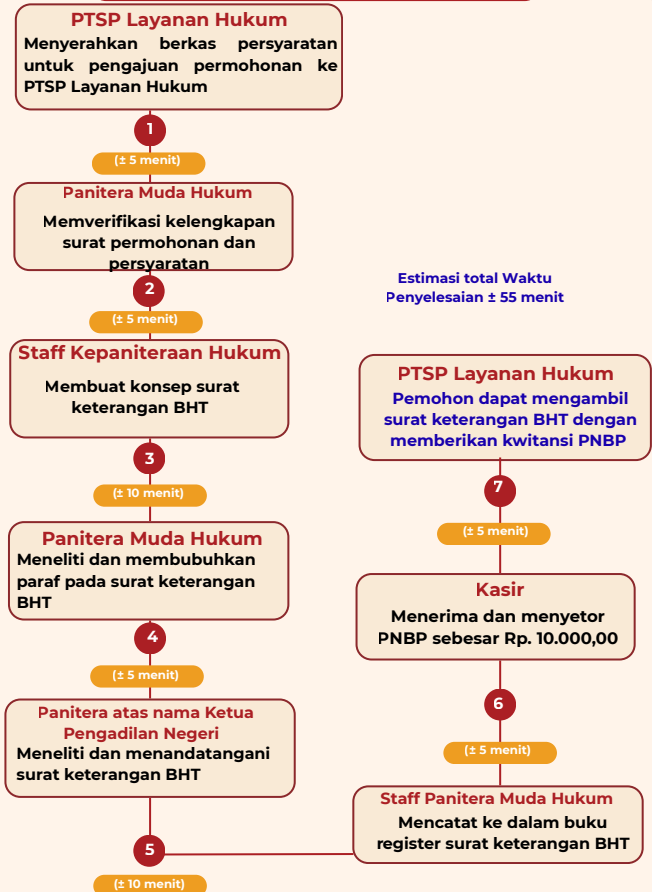 PTSP Layanan Hukum
Menyerahkan berkas persyaratan
untuk pengajuan permohonan ke
PTSP Layanan Hukum
1
(± 5 menit)
Panitera Muda Hukum
Memverifikasi kelengkapan
surat permohonan dan
persyaratan
2
(± 5 menit)
Staff Kepaniteraan Hukum
Membuat konsep surat
keterangan BHT
3
(± 10 menit)
Panitera Muda Hukum
Meneliti dan membubuhkan
paraf pada surat keterangan
BHT
4
(± 5 menit)
Panitera atas nama Ketua
Pengadilan Negeri
Meneliti dan menandatangani
surat keterangan BHT
5
(± 10 menit)
Staff Panitera Muda Hukum
Mencatat ke dalam buku
register surat keterangan BHT
(± 5 menit)
6
Kasir
Menerima dan menyetor
PNBP sebesar Rp. 10.000,00
(± 5 menit)
7
PTSP Layanan Hukum
Pemohon dapat mengambil
surat keterangan BHT dengan
memberikan kwitansi PNBP
Estimasi total Waktu
Penyelesaian ± 55 menit